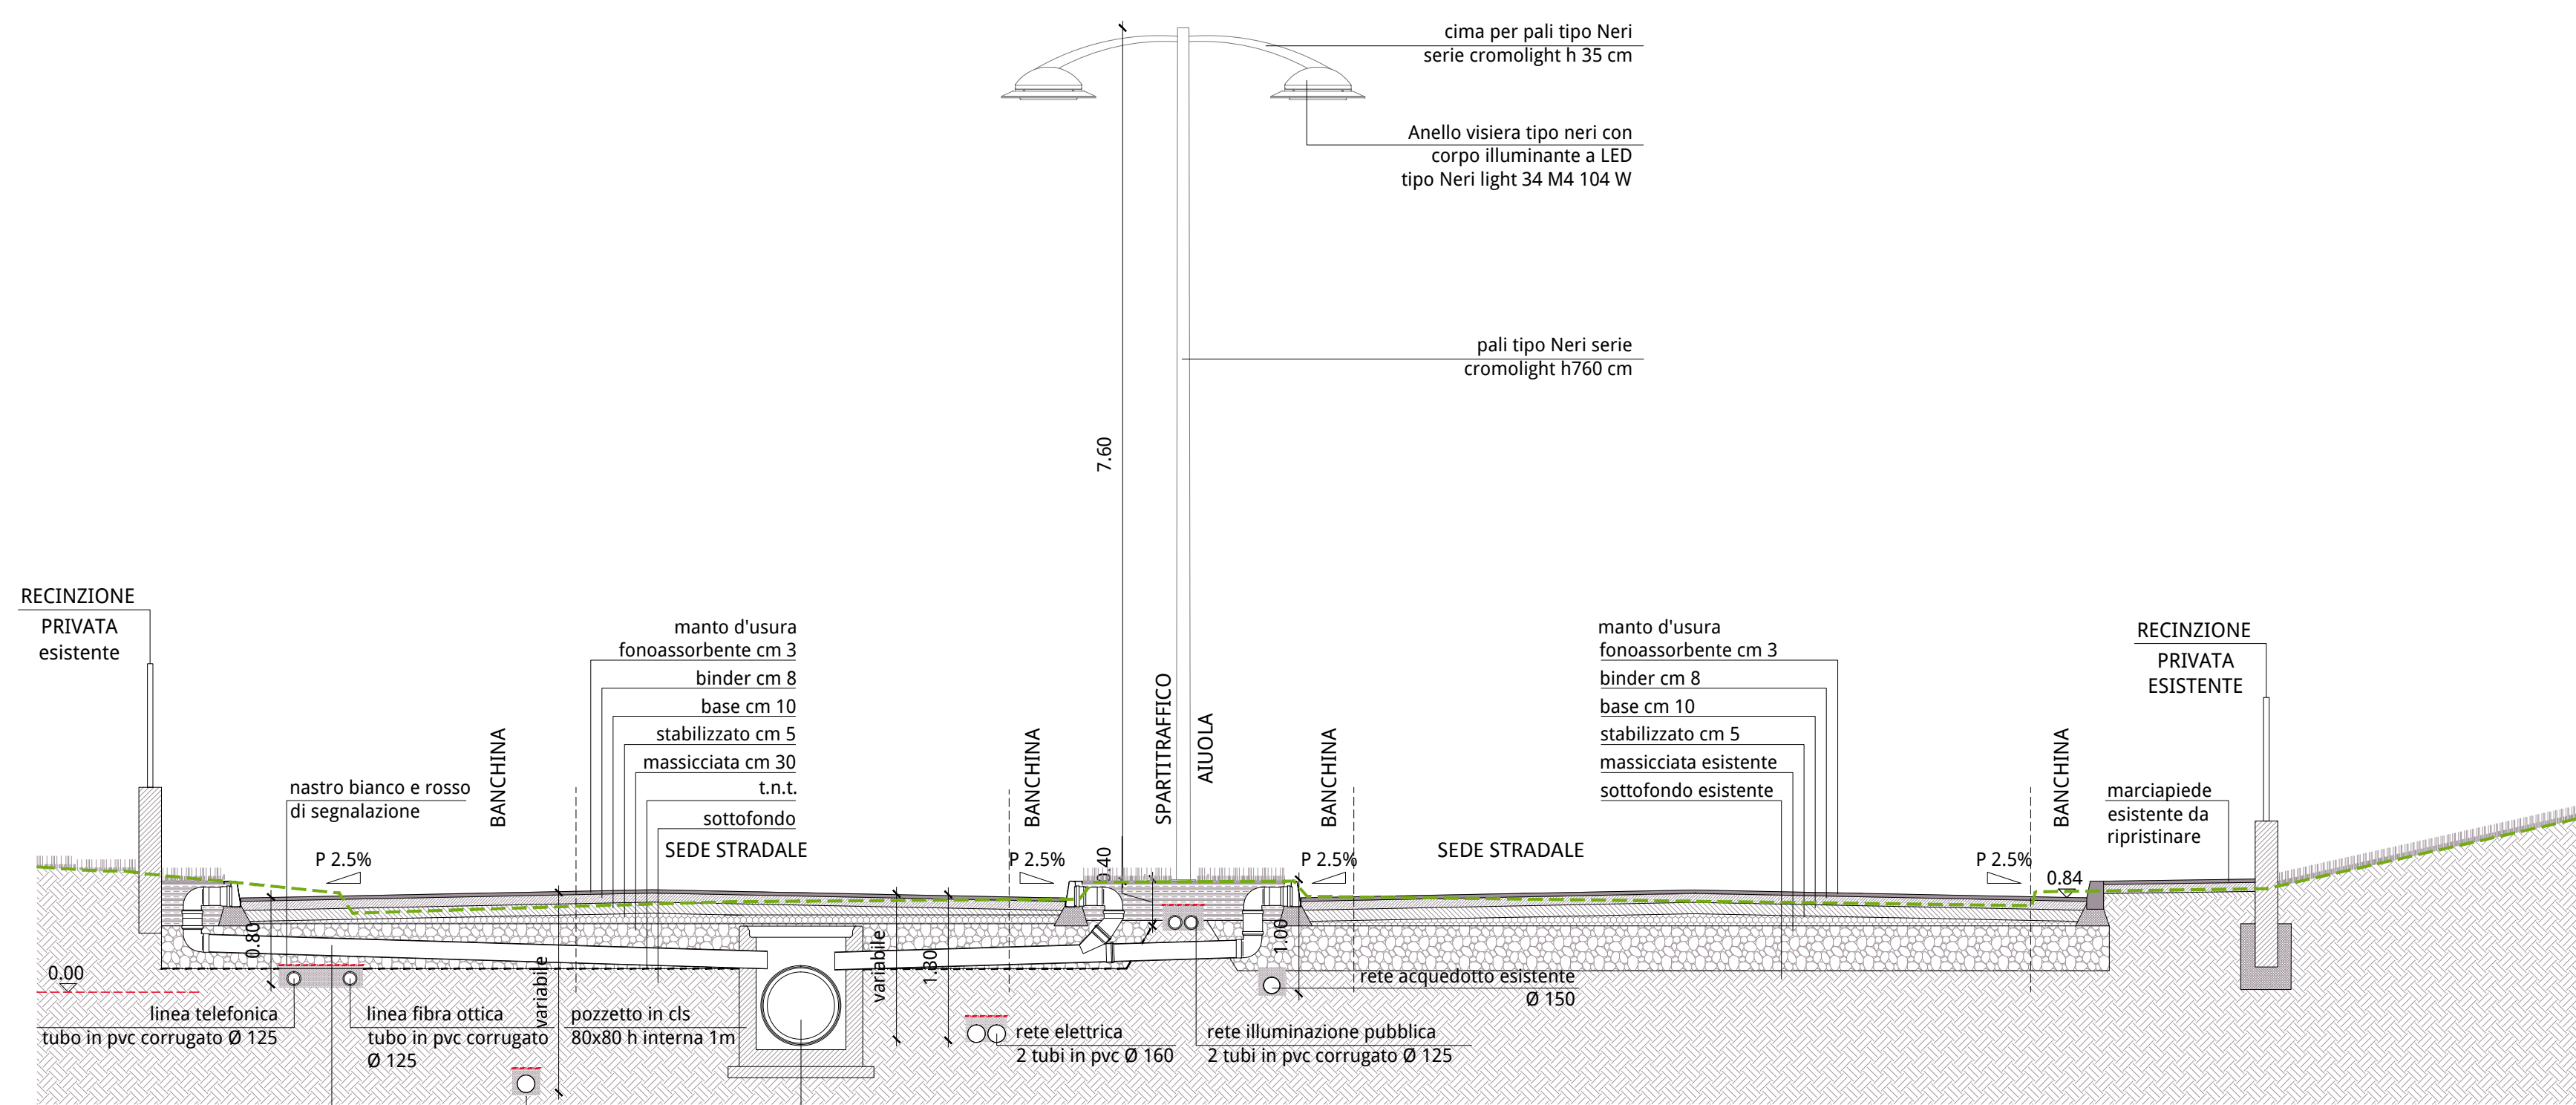 cima per pali tipo Neri
serie cromolight h 35 cm
Anello visiera tipo neri con
corpo illuminante a LED
tipo Neri light 34 M4 104 W
pali tipo Neri serie
cromolight h760 cm
7.60
RECINZIONE
PRIVATA
esistente
manto d'usura
fonoassorbente cm 3
binder cm 8
base cm 10
stabilizzato cm 5
massicciata cm 30
t.n.t.
sottofondo
SEDE STRADALE
nastro bianco e rosso
di segnalazione
BANCHINA
P 2.5%
BANCHINA
P 2.5%
SPARTITRAFFICO
AIUOLA
0.40
BANCHINA
P 2.5%
manto d'usura
fonoassorbente cm 3
binder cm 8
base cm 10
stabilizzato cm 5
massicciata esistente
sottofondo esistente
SEDE STRADALE
BANCHINA
P 2.5%
0.84
RECINZIONE
PRIVATA
ESISTENTE
marciapiede
esistente da
ripristinare
0.00
0.80
variabile
variabile
1.80
1.00
linea telefonica
tubo in pvc corrugato Ø 125
linea fibra ottica
tubo in pvc corrugato
Ø 125
pozzetto in cls
80x80 h interna 1m
rete elettrica
2 tubi in pvc Ø 160
rete illuminazione pubblica
2 tubi in pvc corrugato Ø 125
rete acquedotto esistente
Ø 150